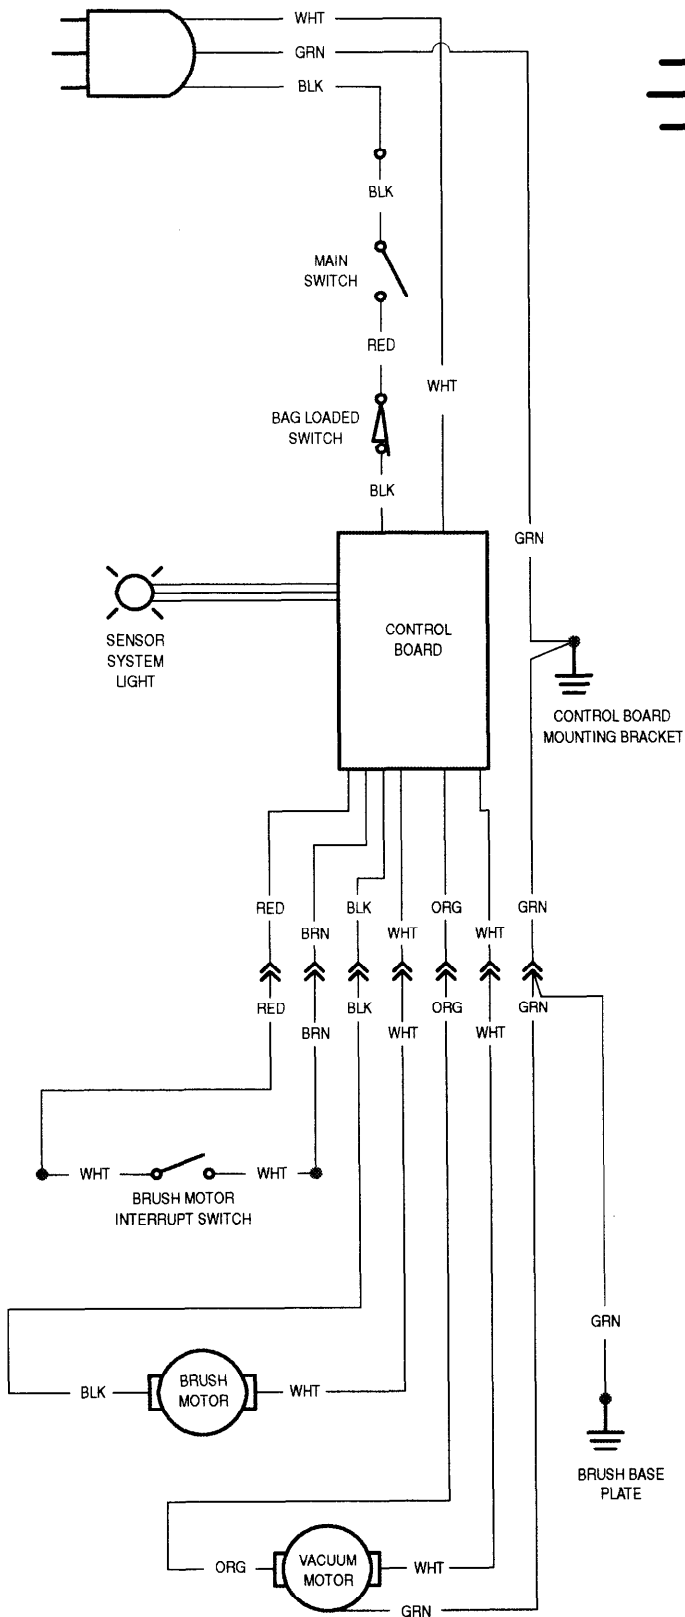 WHT
GRN
BLK
BLK
MAIN
SWITCH
RED
WHT
BAG LOADED
SWITCH
BLK
GRN
SENSOR
SYSTEM
LIGHT
CONTROL
BOARD
CONTROL BOARD
MOUNTING BRACKET
RED
BLK
ORG
GRN
BRN
WHT
WHT
RED
BLK
ORG
GRN
BRN
WHT
WHT
WHT
WHT
BRUSH MOTOR
INTERRUPT SWITCH
GRN
BLK
BRUSH
MOTOR
WHT
BRUSH BASE
PLATE
ORG
VACUUM
MOTOR
WHT
GRN